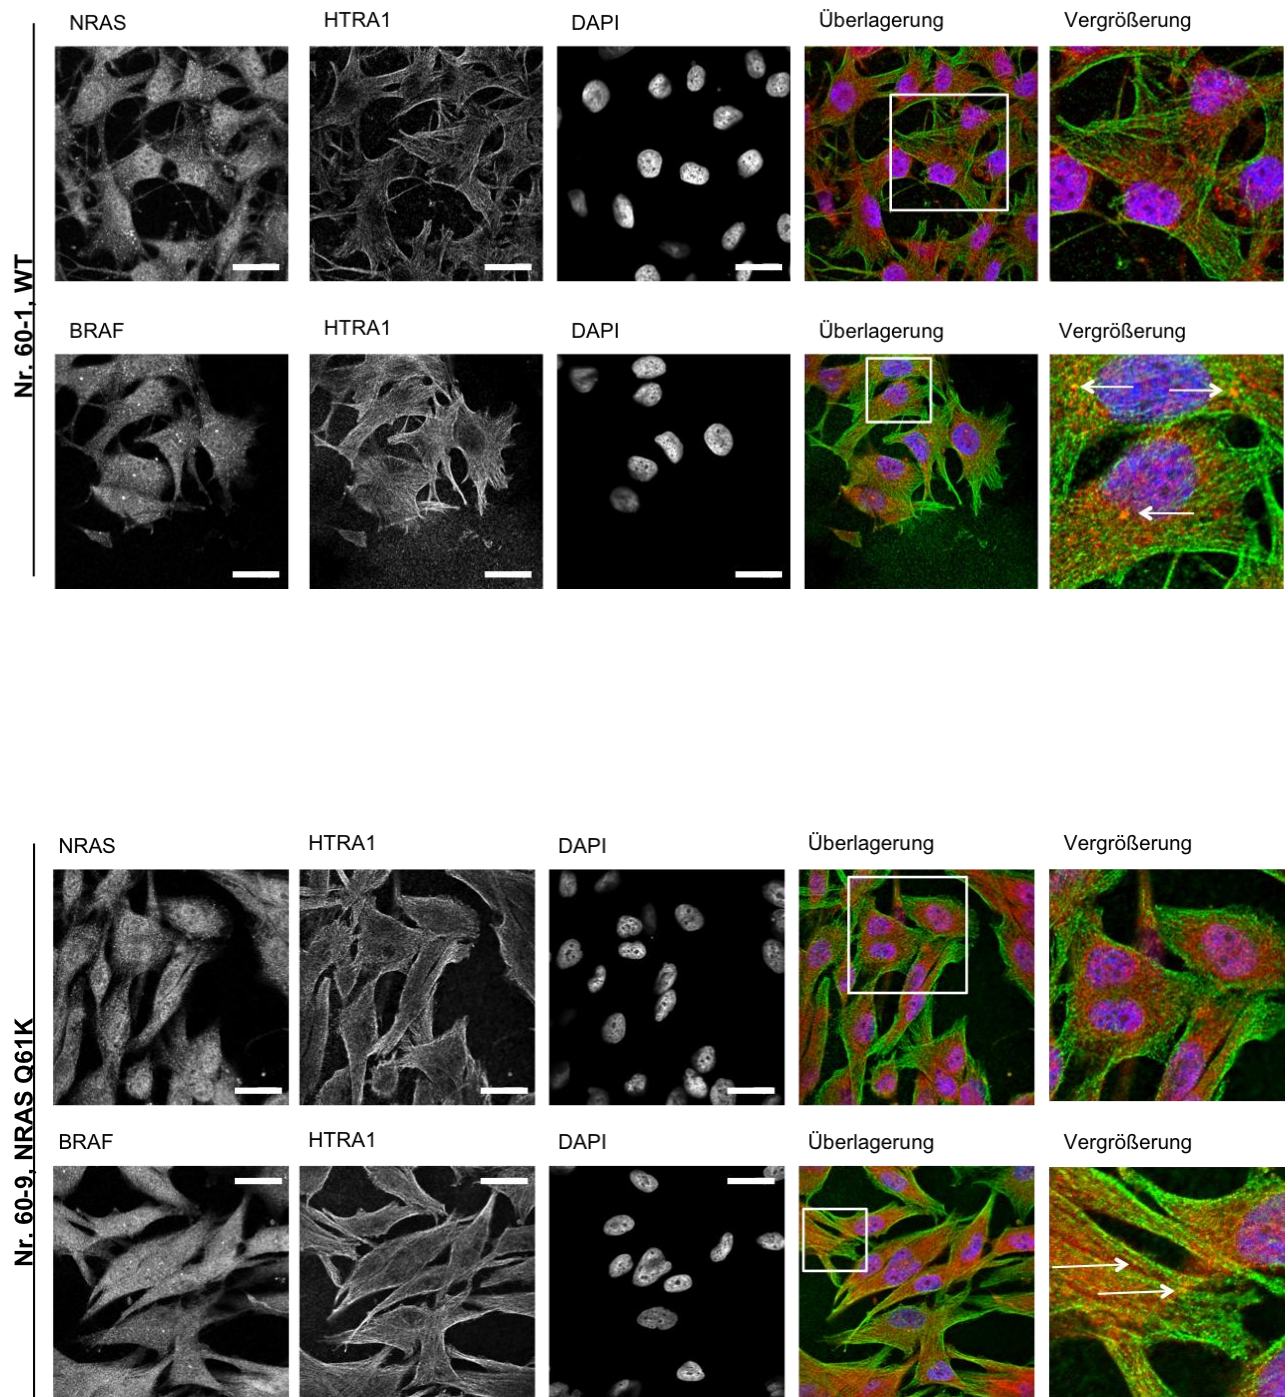 NRAS HTRA1 DAPI Überlagerung Vergrößerung
Nr. 60-1, WT
BRAF HTRA1 DAPI Überlagerung Vergrößerung
NRAS HTRA1 DAPI Überlagerung Vergrößerung
Nr. 60-9, NRAS Q61K
BRAF HTRA1 DAPI Überlagerung Vergrößerung